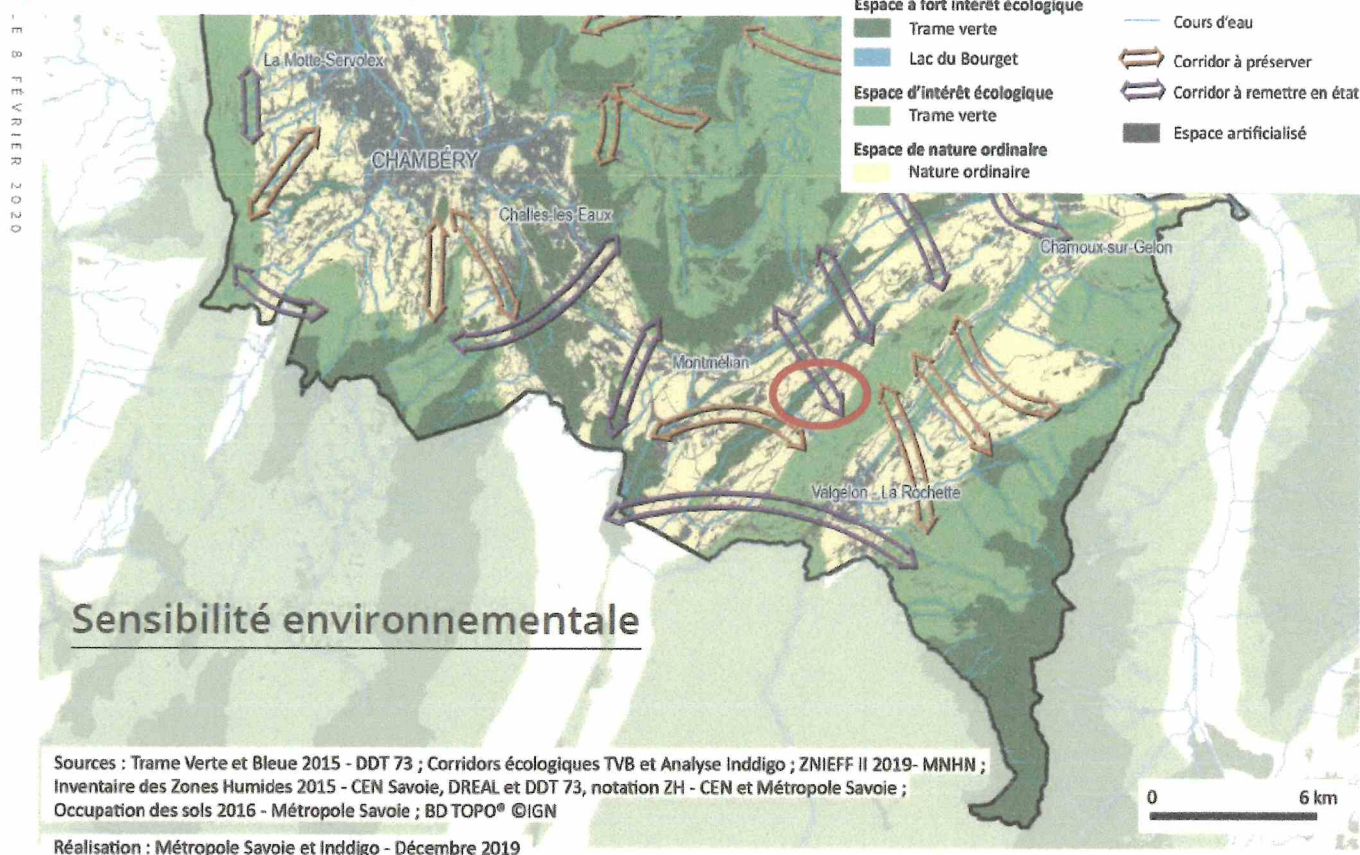 LE 8 FÉVRIER 2020
Espace à fort intérêt écologique
Trame verte
Lac du Bourget
Espace d'intérêt écologique
Trame verte
Espace de nature ordinaire
Nature ordinaire
Cours d'eau
Corridor à préserver
Corridor à remettre en état
Espace artificialisé
La Motte-Servolex
CHAMBÉRY
Challes-les-Eaux
Chamoux-sur-Gelon
Montmélian
Valgelon - La Rochette
Sensibilité environnementale
Sources : Trame Verte et Bleue 2015 - DDT 73 ; Corridors écologiques TVB et Analyse Inddigo ; ZNIEFF II 2019- MNHN ;
Inventaire des Zones Humides 2015 - CEN Savoie, DREAL et DDT 73, notation ZH - CEN et Métropole Savoie ;
Occupation des sols 2016 - Métropole Savoie ; BD TOPO® ©IGN
Réalisation : Métropole Savoie et Inddigo - Décembre 2019
0 6 km